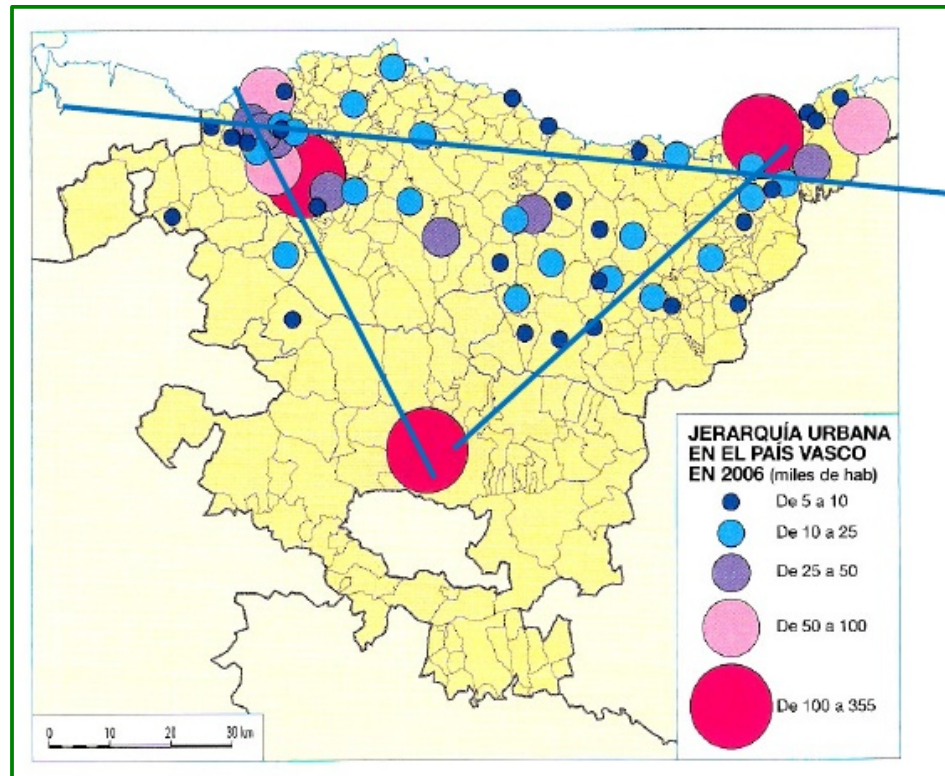 JERARQUÍA URBANA
EN EL PAÍS VASCO
EN 2006 (miles de hab)
De 5 a 10
De 10 a 25
De 25 a 50
De 50 a 100
De 100 a 355
0 10 20 30 km